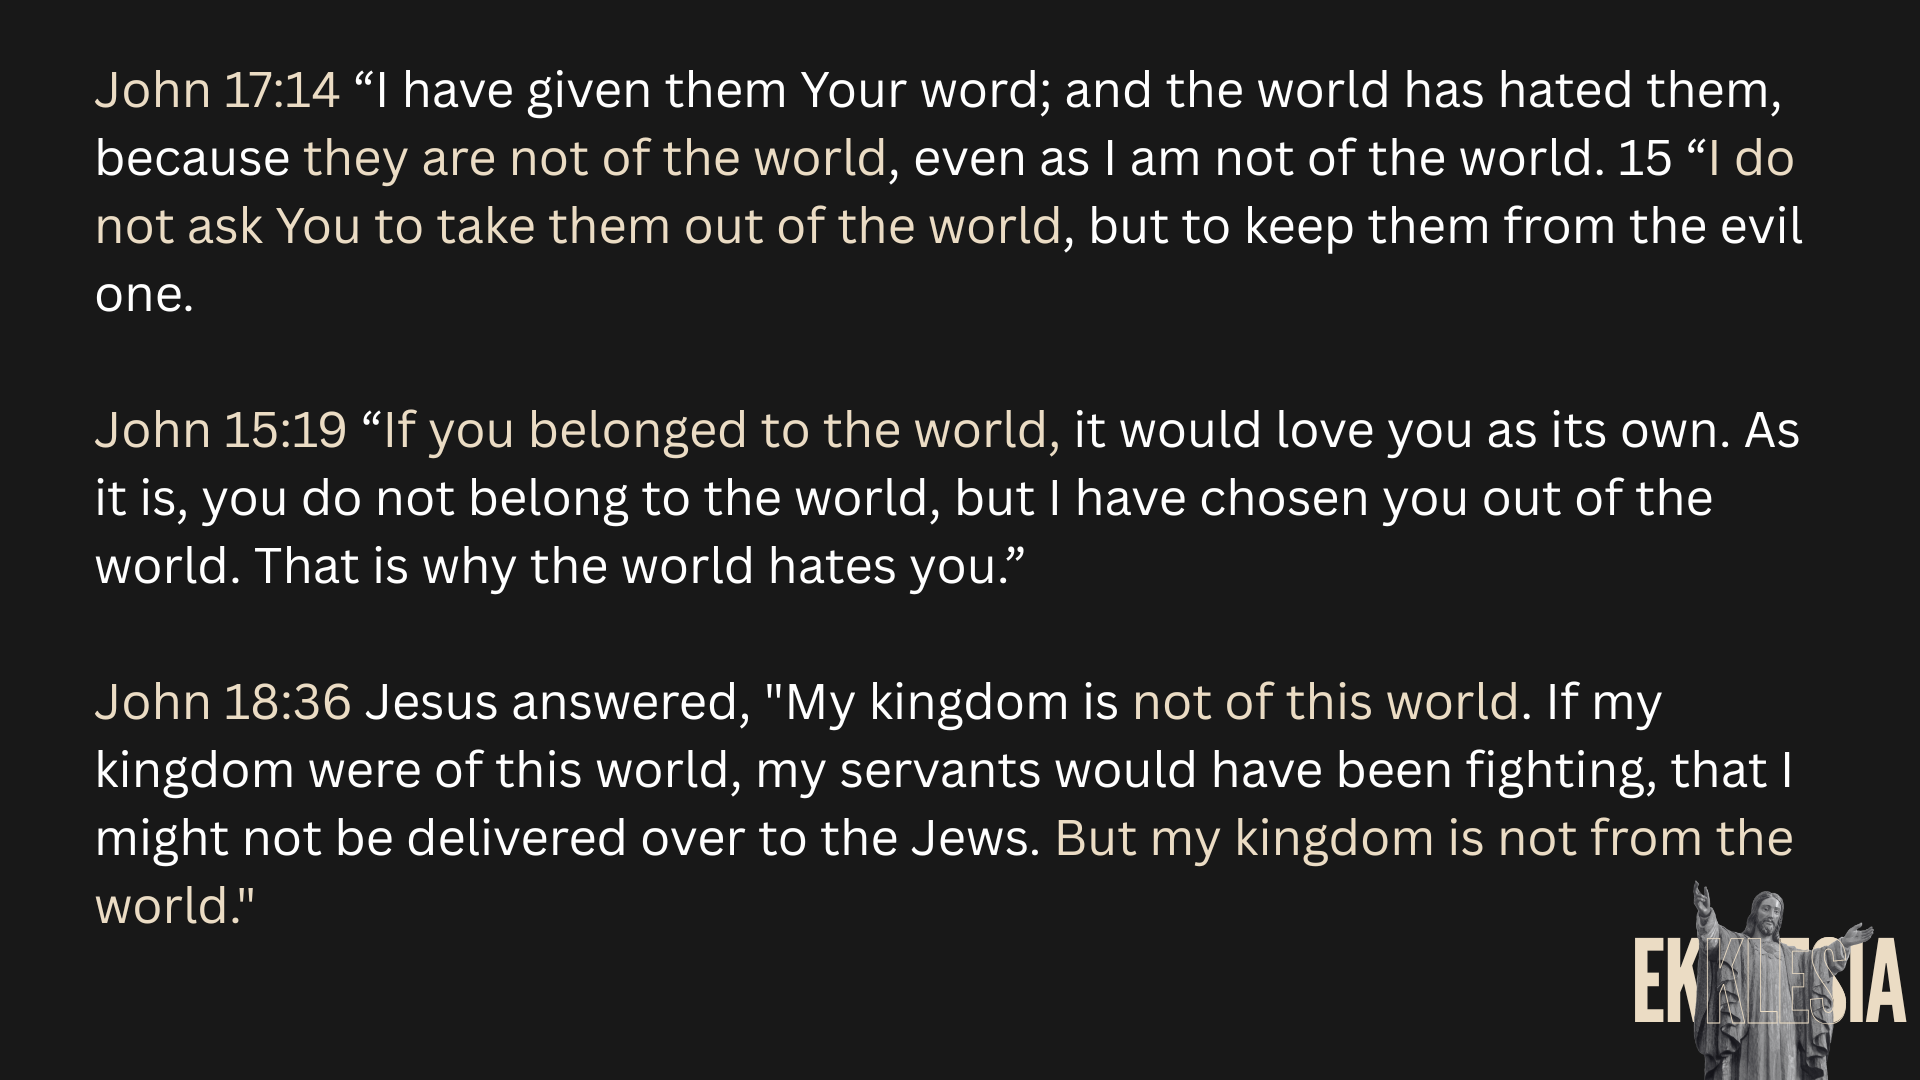 John 17:14 “I have given them Your word; and the world has hated them,
because they are not of the world, even as I am not of the world. 15 “I do
not ask You to take them out of the world, but to keep them from the evil
one.
John 15:19 “If you belonged to the world, it would love you as its own. As
it is, you do not belong to the world, but I have chosen you out of the
world. That is why the world hates you.”
John 18:36 Jesus answered, "My kingdom is not of this world. If my
kingdom were of this world, my servants would have been fighting, that I
might not be delivered over to the Jews. But my kingdom is not from the
world."
EKKLESIA